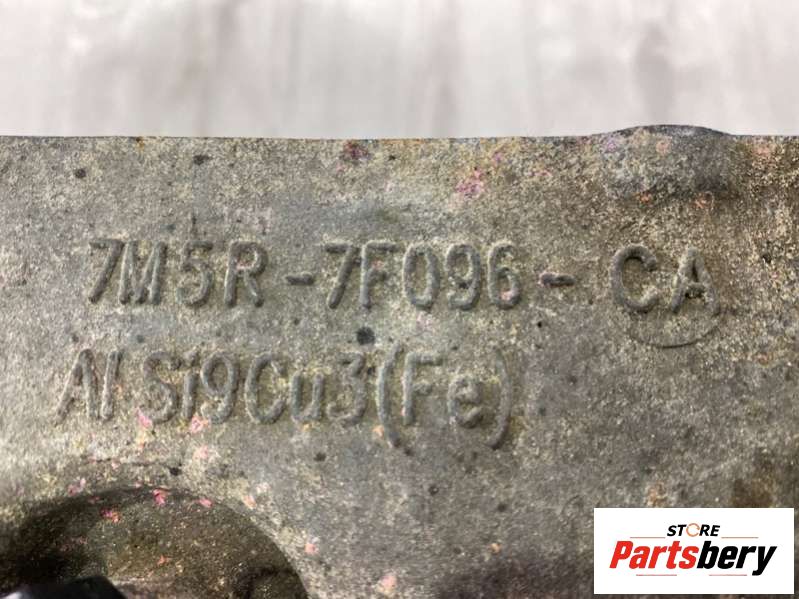 7M5R-7F096-CA
AlSi9Cu3(Fe)
STORE
Partsbery